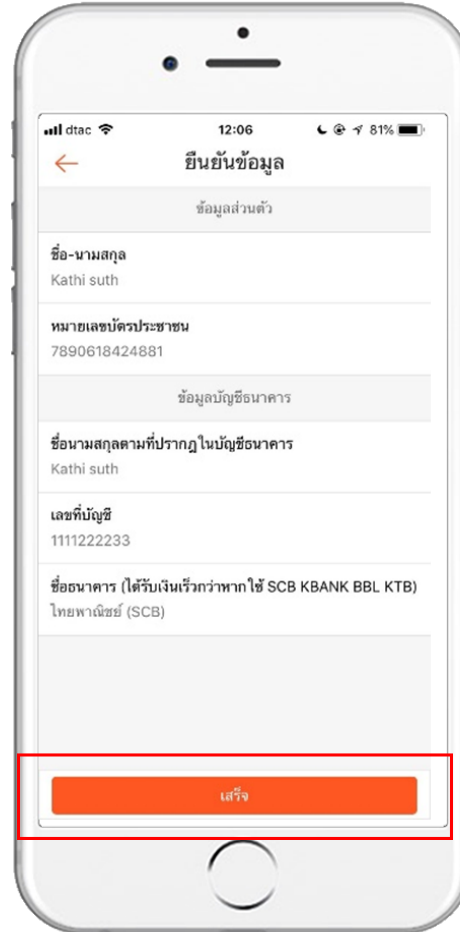 dtac 12:06 81%
ยืนยันข้อมูล
ข้อมูลส่วนตัว
ชื่อ-นามสกุล
Kathi suth
หมายเลขบัตรประชาชน
7890618424881
ข้อมูลบัญชีธนาคาร
ชื่อนามสกุลตามที่ปรากฎในบัญชีธนาคาร
Kathi suth
เลขที่บัญชี
1111222233
ชื่อธนาคาร (ได้รับเงินเร็วกว่าหากใช้ SCB KBANK BBL KTB)
ไทยพาณิชย์ (SCB)
เสร็จ